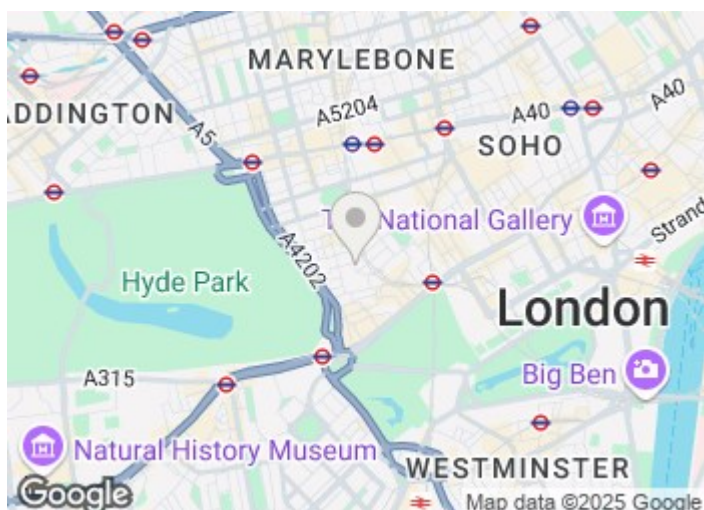 MARYLEBONE
ADDINGTON
A5
A5204
A40
A40
SOHO
National Gallery
Strand
A4202
Hyde Park
London
A315
Big Ben
Natural History Museum
WESTMINSTER
Google
Map data ©2025 Google